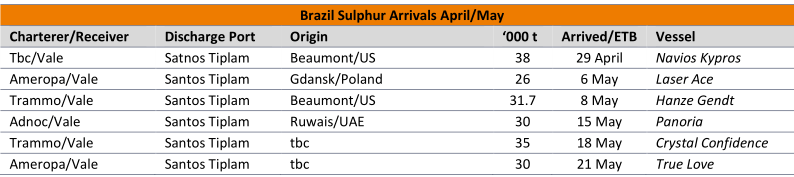 Brazil Sulphur Arrivals April/May
Charterer/Receiver Discharge Port Origin ‘000 t Arrived/ETB Vessel
Tbc/Vale Satnos Tiplam Beaumont/US 38 29 April Navios Kypros
Ameropa/Vale Santos Tiplam Gdansk/Poland 26 6 May Laser Ace
Trammo/Vale Santos Tiplam Beaumont/US 31.7 8 May Hanze Gendt
Adnoc/Vale Santos Tiplam Ruwais/UAE 30 15 May Panoria
Trammo/Vale Santos Tiplam tbc 35 18 May Crystal Confidence
Ameropa/Vale Santos Tiplam tbc 30 21 May True Love